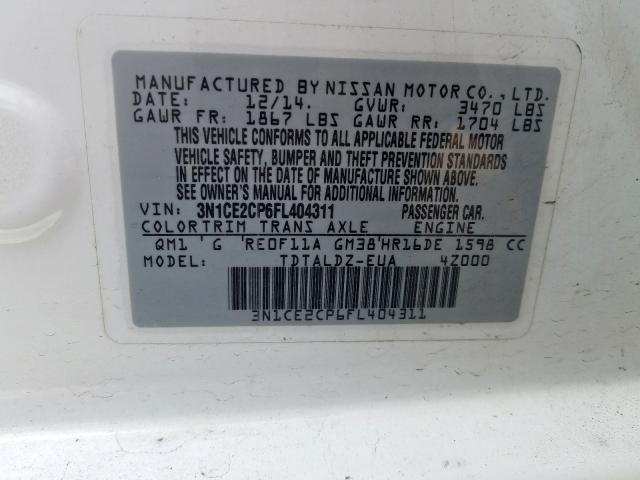 MANUFACTURED BY NISSAN MOTOR CO., LTD.
DATE: 12/14. GVWR: 3470 LBS
GAWR FR: 1867 LBS GAWR RR: 1704 LBS
THIS VEHICLE CONFORMS TO ALL APPLICABLE FEDERAL MOTOR
VEHICLE SAFETY, BUMPER AND THEFT PREVENTION STANDARDS
IN EFFECT ON THE DATE OF MANUFACTURE SHOWN ABOVE.
SEE OWNER'S MANUAL FOR ADDITIONAL INFORMATION.
VIN: 3N1CE2CP6FL404311 PASSENGER CAR.
COLOR TRIM TRANS AXLE ENGINE
QM1 'G 'RE0F11A GM38'HR16DE 1598 CC
MODEL: TDTALDZ-EUA 4Z000
3N1CE2CP6FL404311